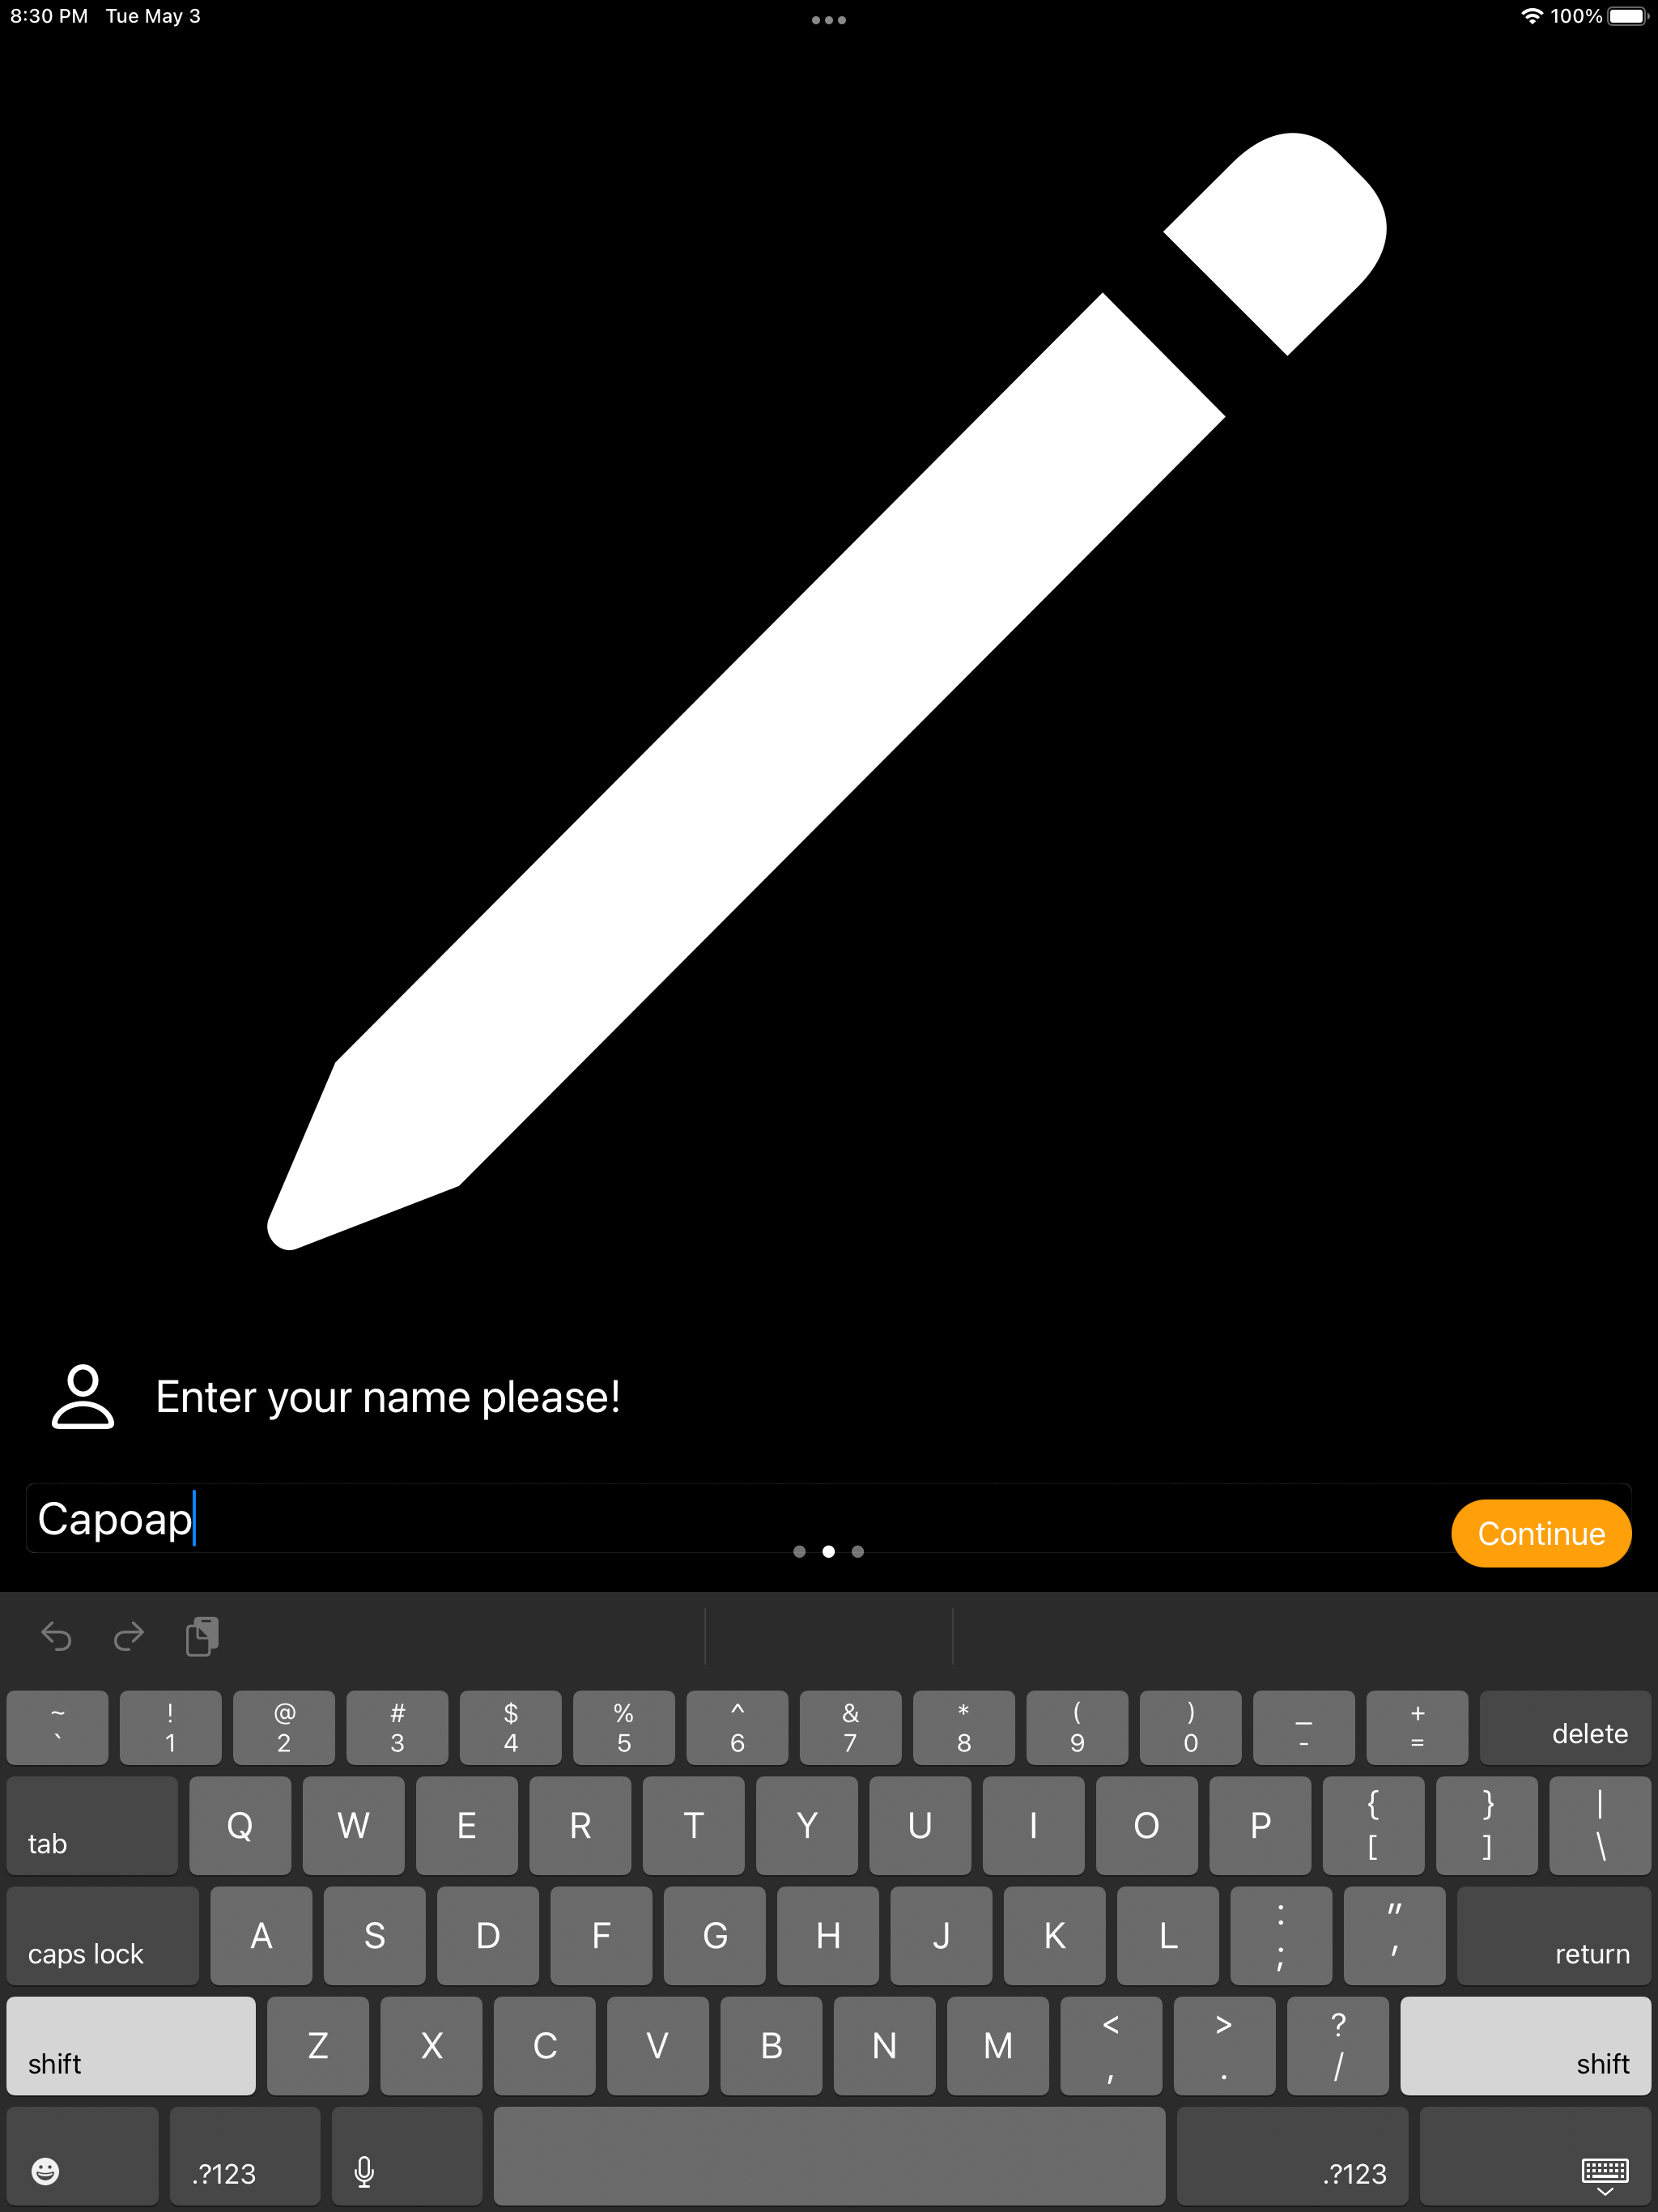 8:30 PM Tue May 3 100%
Enter your name please!
Capoap
Continue
~ ! @ # $ % ^ & * ( ) _ +
` 1 2 3 4 5 6 7 8 9 0 - = delete
tab Q W E R T Y U I O P { [ } ] | \
caps lock A S D F G H J K L : ; " ' return
shift Z X C V B N M < , > . ? / shift
.?123 .?123